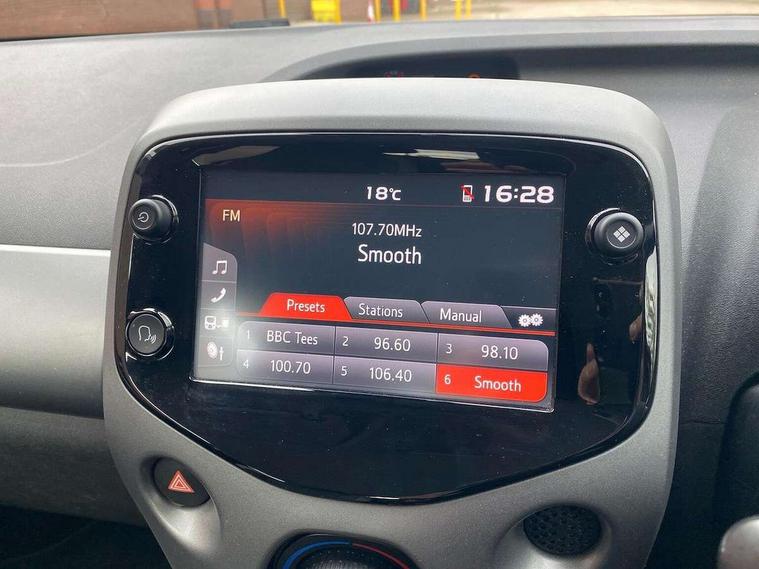 18°C 16:28
FM
107.70MHz
Smooth
Presets Stations Manual
1 BBC Tees 2 96.60 3 98.10
4 100.70 5 106.40 6 Smooth